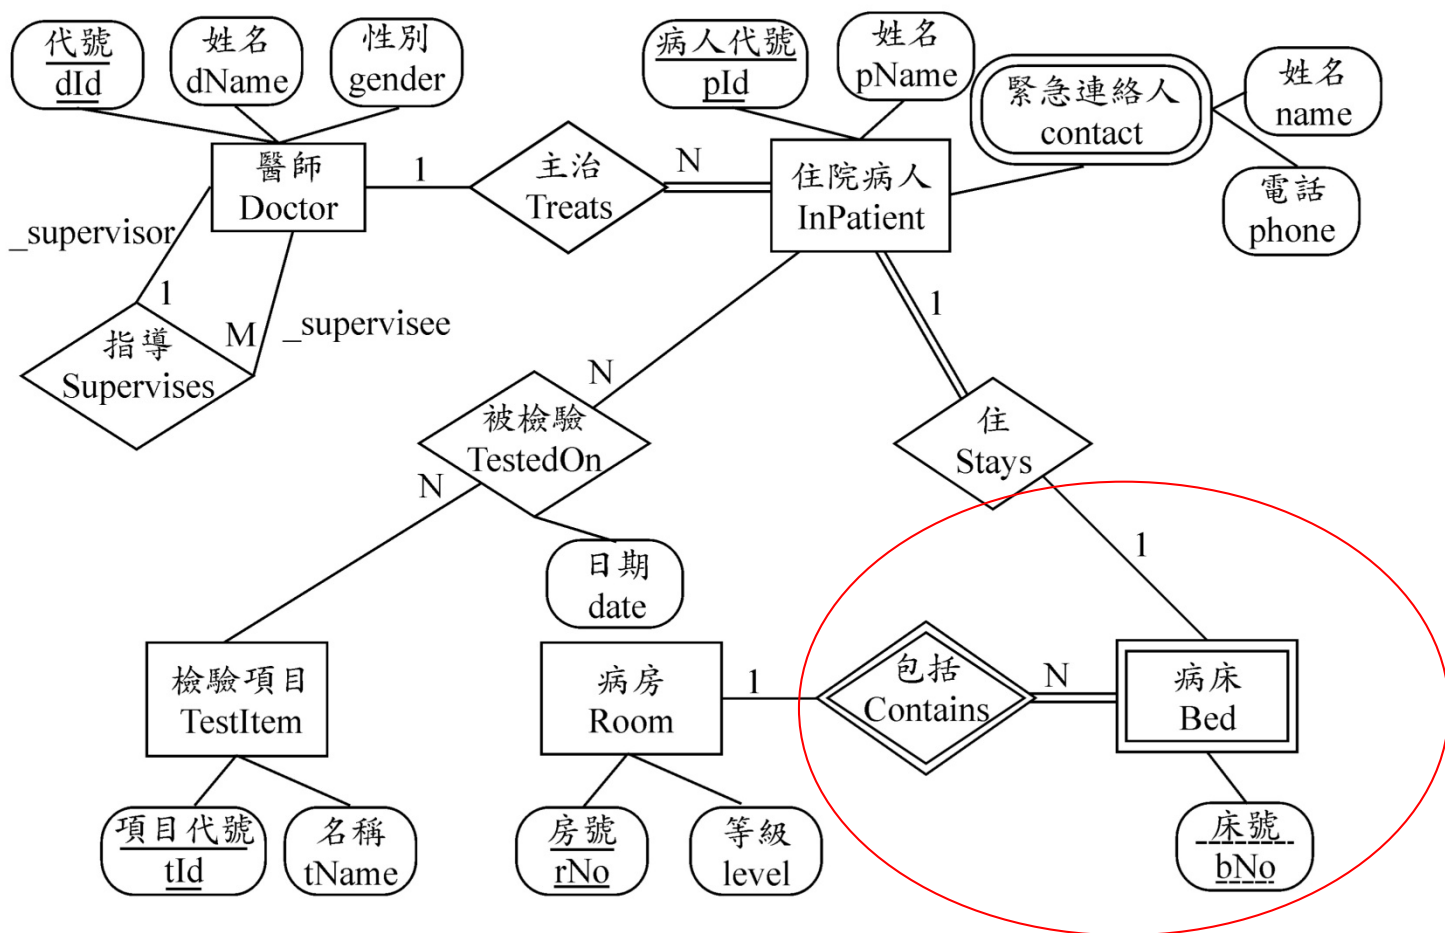 代號
dId
姓名
dName
性別
gender
病人代號
pId
姓名
pName
緊急連絡人
contact
姓名
name
電話
phone
醫師
Doctor
1
主治
Treats
N
住院病人
InPatient
_supervisor
1
M
_supervisee
指導
Supervises
1
N
被檢驗
TestedOn
N
住
Stays
1
日期
date
檢驗項目
TestItem
病房
Room
1
包括
Contains
N
病床
Bed
項目代號
tId
名稱
tName
房號
rNo
等級
level
床號
bNo